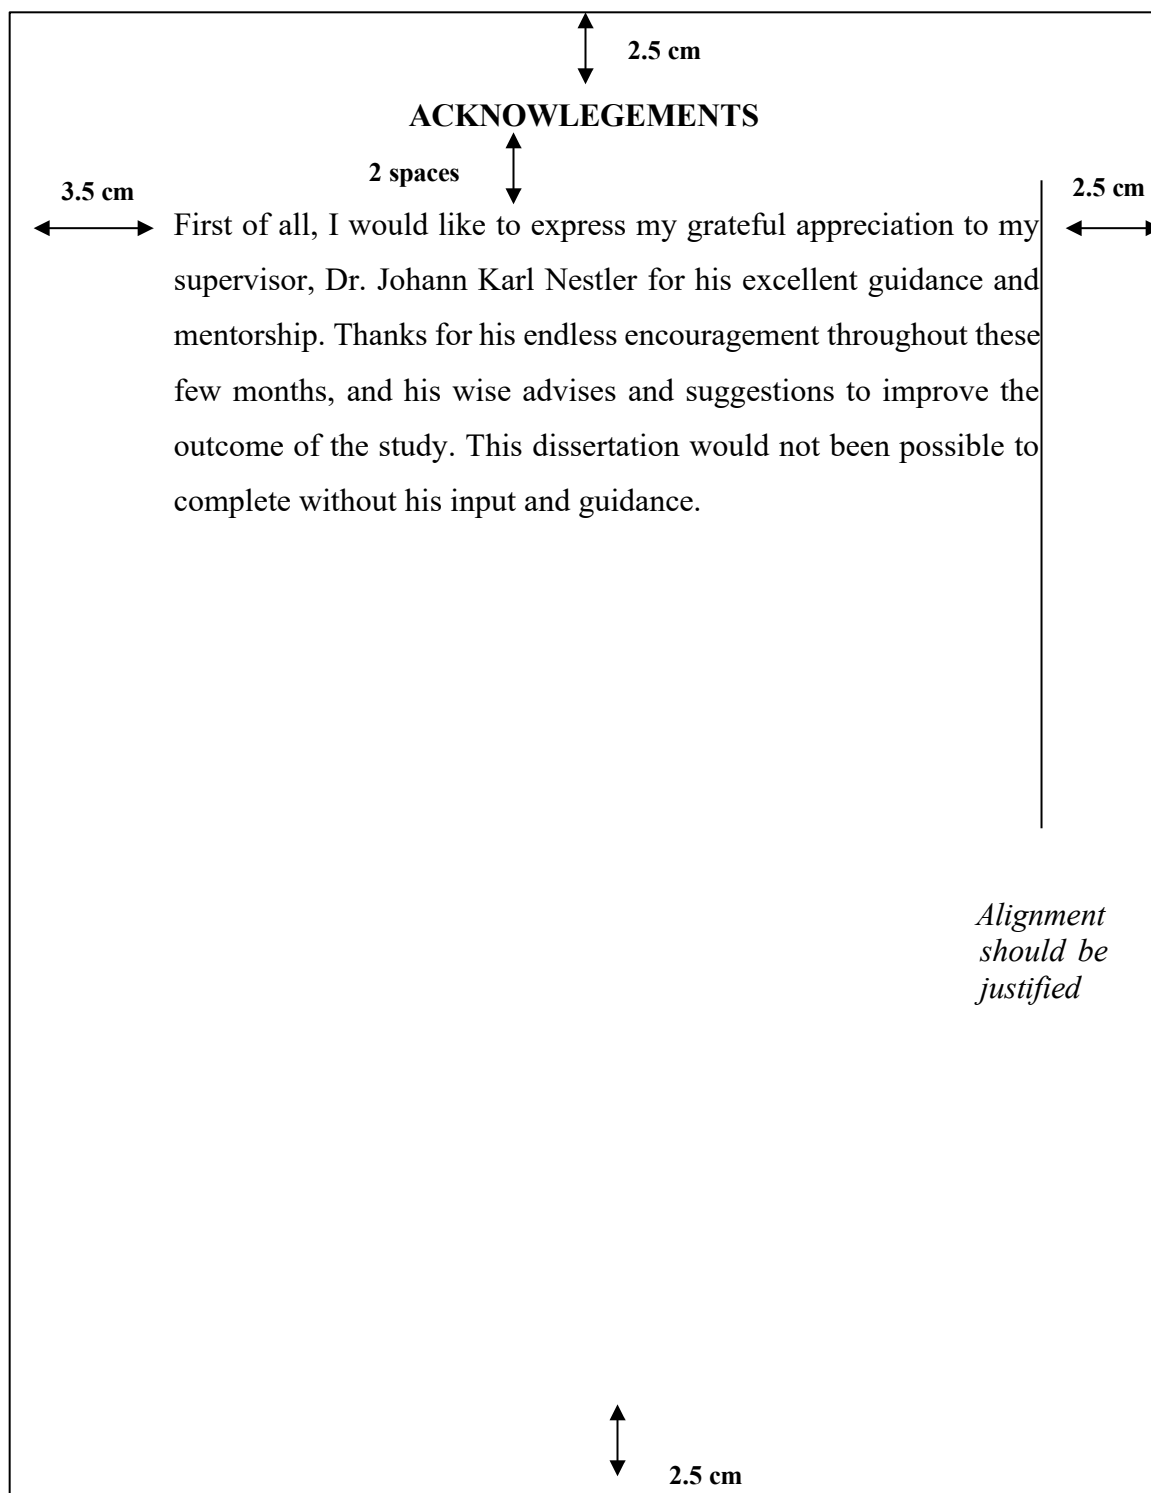 2.5 cm
ACKNOWLEGEMENTS
2 spaces
3.5 cm
2.5 cm
First of all, I would like to express my grateful appreciation to my
supervisor, Dr. Johann Karl Nestler for his excellent guidance and
mentorship. Thanks for his endless encouragement throughout these
few months, and his wise advises and suggestions to improve the
outcome of the study. This dissertation would not been possible to
complete without his input and guidance.
Alignment
should be
justified
2.5 cm